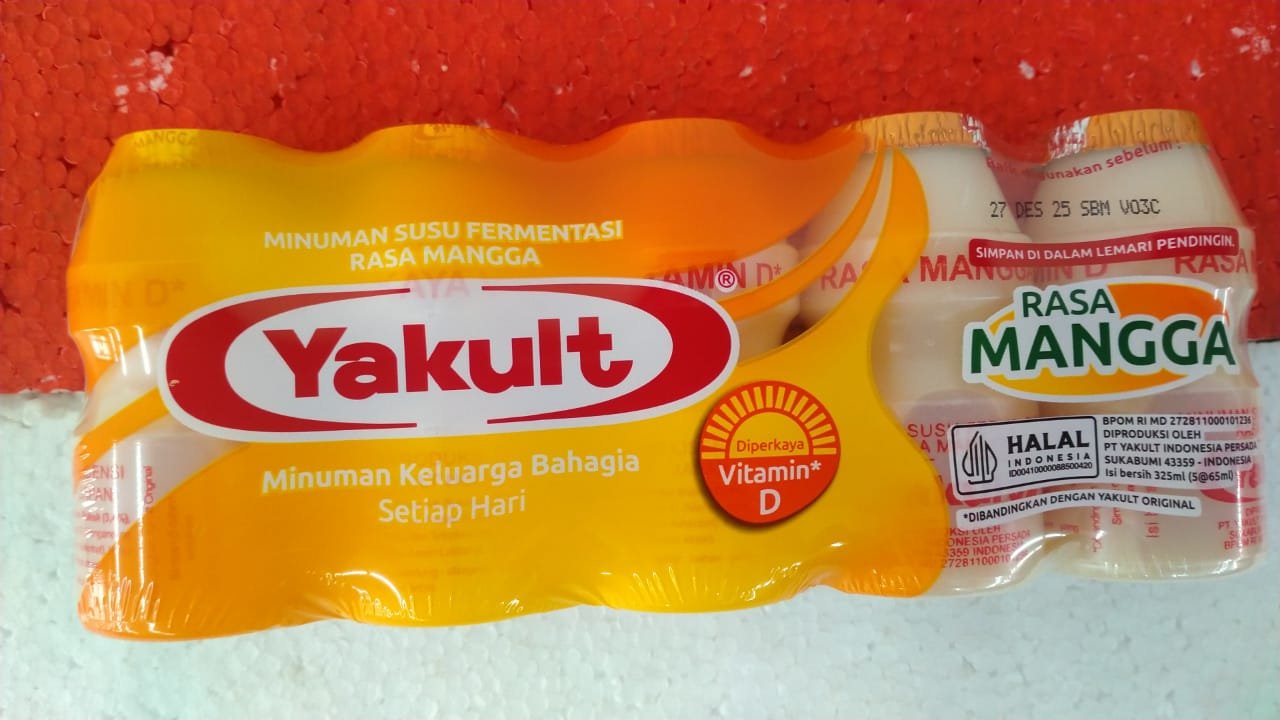 MANGGA
MINUMAN SUSU FERMENTASI
RASA MANGGA
Yakult®
Minuman Keluarga Bahagia
Setiap Hari
Diperkaya
Vitamin*
D
27 DES 25 SBM V03C
SIMPAN DI DALAM LEMARI PENDINGIN.
RASA
MANGGA
HALAL
INDONESIA
ID00410000088500420
BPOM RI MD 272811000101236
DIPRODUKSI OLEH
PT YAKULT INDONESIA PERSADA
SUKABUMI 43359 - INDONESIA
Isi bersih 325ml (5@65ml)
*DIBANDINGKAN DENGAN YAKULT ORIGINAL